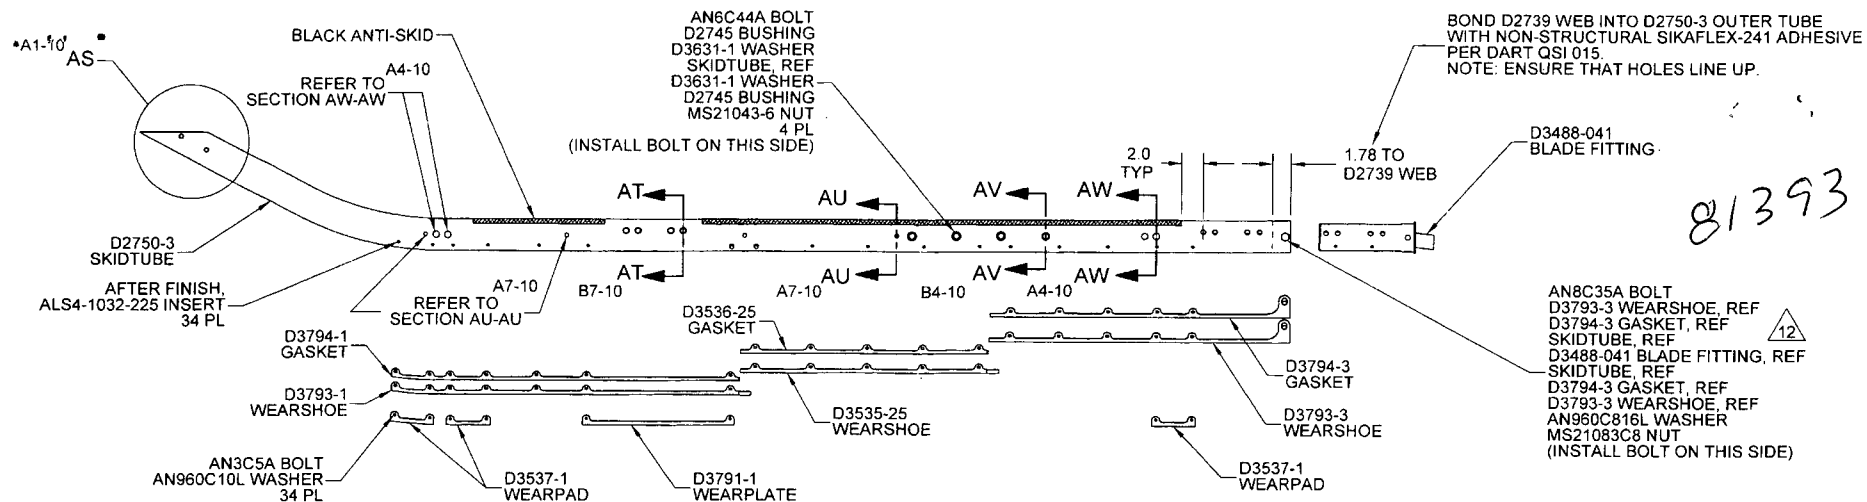 "A1-10"
AS
BLACK ANTI-SKID
A4-10
REFER TO
SECTION AW-AW
AN6C44A BOLT
D2745 BUSHING
D3631-1 WASHER
SKIDTUBE, REF
D3631-1 WASHER
D2745 BUSHING
MS21043-6 NUT
4 PL
(INSTALL BOLT ON THIS SIDE)
BOND D2739 WEB INTO D2750-3 OUTER TUBE
WITH NON-STRUCTURAL SIKAFLEX-241 ADHESIVE
PER DART QSI 015.
NOTE: ENSURE THAT HOLES LINE UP.
D3488-041
BLADE FITTING
2.0
TYP
1.78 TO
D2739 WEB
81393
AT
AU
AV
AW
D2750-3
SKIDTUBE
AT
AU
AV
AW
AFTER FINISH,
ALS4-1032-225 INSERT
34 PL
REFER TO
SECTION AU-AU
A7-10
B7-10
A7-10
B4-10
A4-10
D3794-1
GASKET
D3536-25
GASKET
D3793-1
WEARSHOE
D3535-25
WEARSHOE
D3794-3
GASKET
D3793-3
WEARSHOE
AN3C5A BOLT
AN960C10L WASHER
34 PL
D3537-1
WEARPAD
D3791-1
WEARPLATE
D3537-1
WEARPAD
AN8C35A BOLT
D3793-3 WEARSHOE, REF
D3794-3 GASKET, REF
SKIDTUBE, REF
D3488-041 BLADE FITTING, REF
SKIDTUBE, REF
D3794-3 GASKET, REF
D3793-3 WEARSHOE, REF
AN960C816L WASHER
MS21083C8 NUT
(INSTALL BOLT ON THIS SIDE)
12